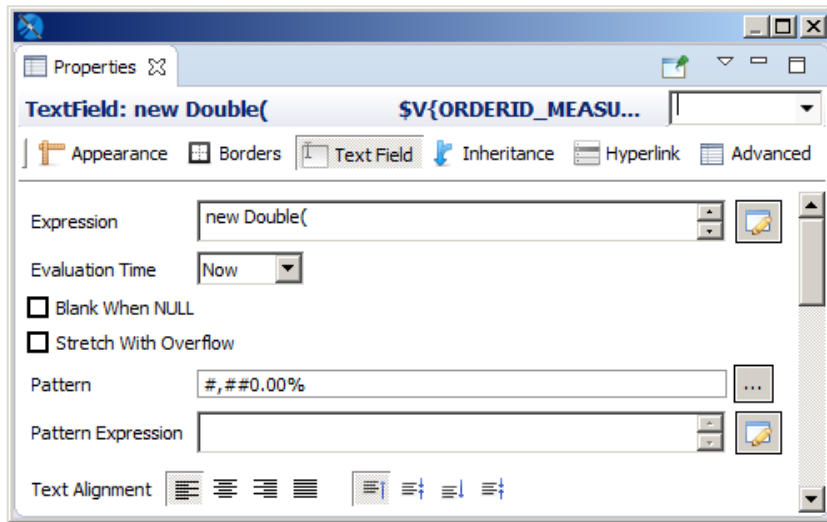 Properties
TextField: new Double( $V{ORDERID_MEASU...
Appearance Borders Text Field Inheritance Hyperlink Advanced
Expression new Double(
Evaluation Time Now
Blank When NULL
Stretch With Overflow
Pattern #,##0.00% ...
Pattern Expression
Text Alignment